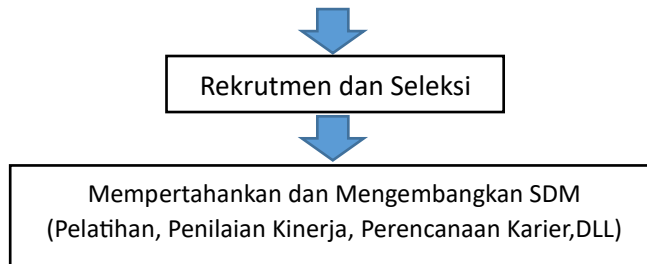 Rekrutmen dan Seleksi
Mempertahankan dan Mengembangkan SDM
(Pelatihan, Penilaian Kinerja, Perencanaan Karier,DLL)